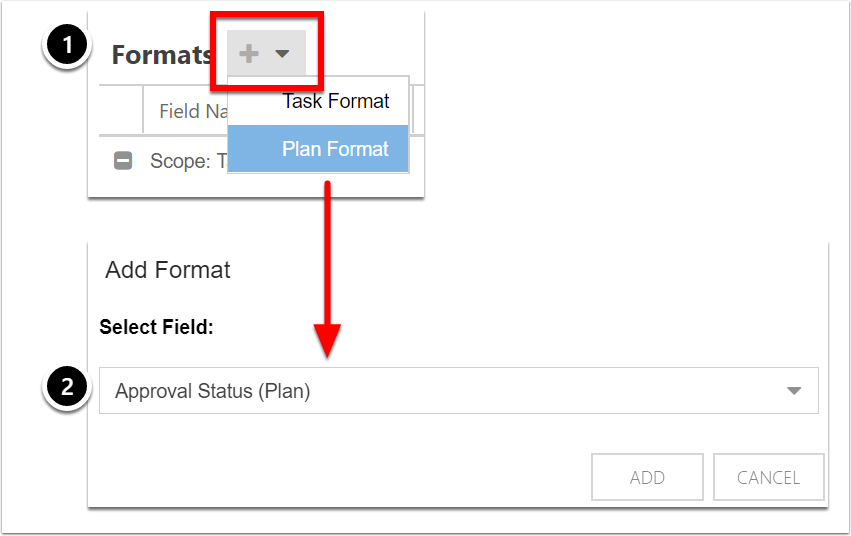 1
Formats
Task Format
Field Na
Plan Format
Scope: T
Add Format
Select Field:
2
Approval Status (Plan)
ADD CANCEL